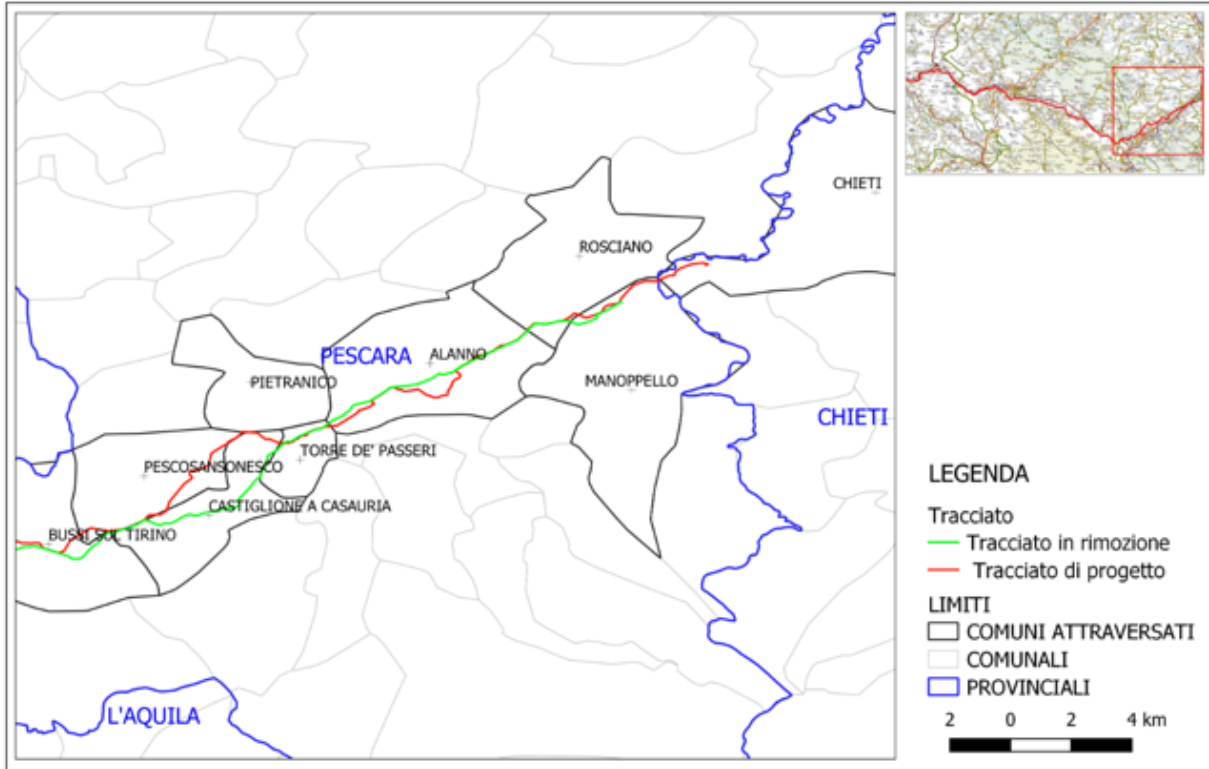 CHIETI
ROSCIANO
PESCARA
ALANNO
PIETRANICO
MANOPPELLO
CHIETI
TORRE DE' PASSERI
PESCOSANSONESCO
CASTIGLIONE A CASAURIA
BUSSI SUL TIRINO
L'AQUILA
LEGENDA
Tracciato
Tracciato in rimozione
Tracciato di progetto
LIMITI
COMUNI ATTRAVERSATI
COMUNALI
PROVINCIALI
2 0 2 4 km